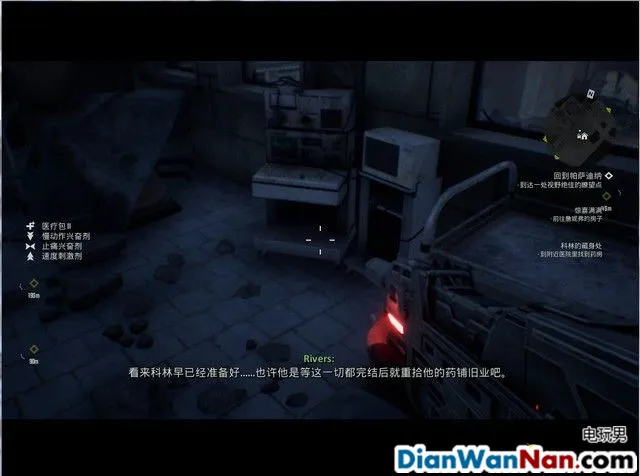 N
回到帕萨迪纳
·到达一处视野绝佳的瞭望点
惊喜满满
·前往詹妮弗的房子
科林的藏身处
·到附近医院里找到药房
医疗包II
慢动作兴奋剂
止痛兴奋剂
速度刺激剂
Rivers:
看来科林早已经准备好……也许他是等这一切都完结后就重拾他的药铺旧业吧。
电玩男
DianWanNan.com